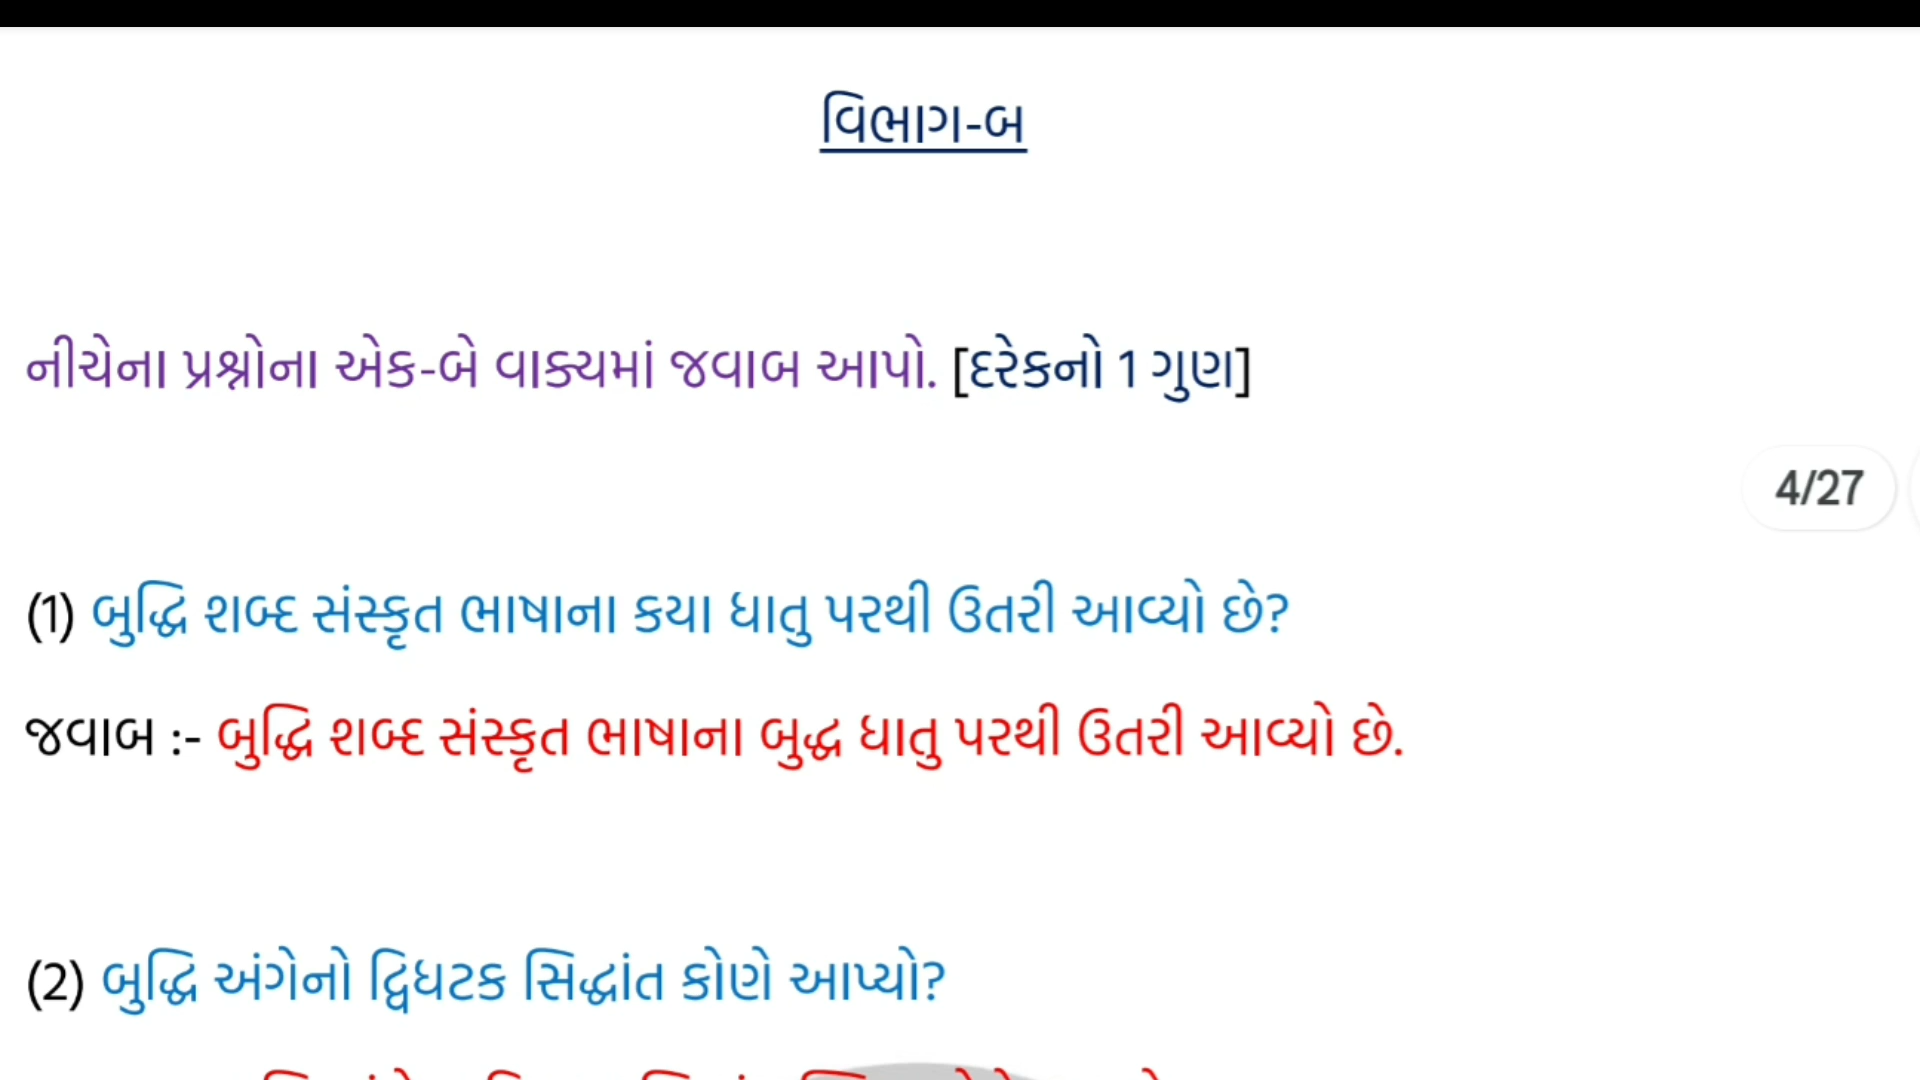 વિભાગ-બ
નીચેના પ્રશ્નોના એક-બે વાક્યમાં જવાબ આપો. [દરેકનો 1 ગુણ]
4/27
(1) બુદ્ધિ શબ્દ સંસ્કૃત ભાષાના કયા ધાતુ પરથી ઉતરી આવ્યો છે?
જવાબ :- બુદ્ધિ શબ્દ સંસ્કૃત ભાષાના બુદ્ધ ધાતુ પરથી ઉતરી આવ્યો છે.
(2) બુદ્ધિ અંગેનો દ્વિધટક સિદ્ધાંત કોણે આપ્યો?